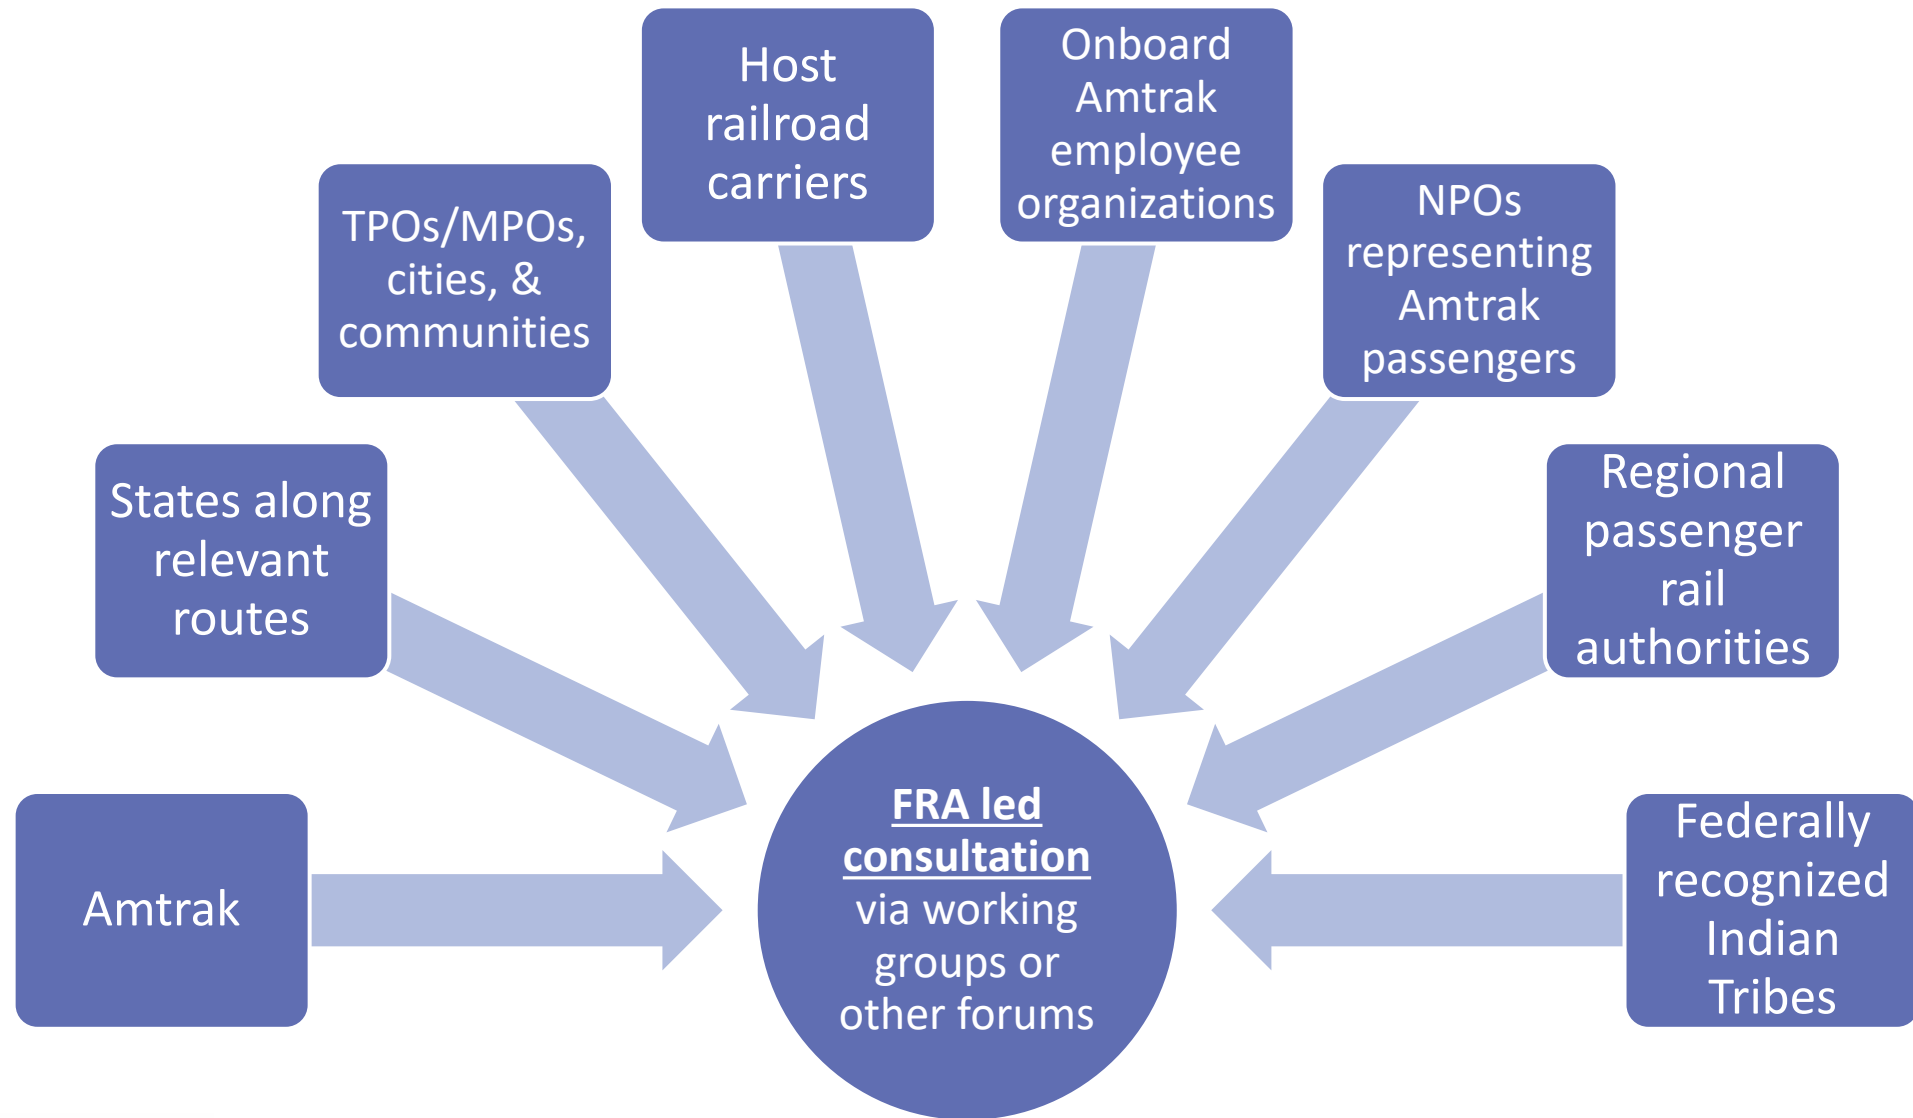 Host
railroad
carriers
Onboard
Amtrak
employee
organizations
TPOs/MPOs,
cities, &
communities
NPOs
representing
Amtrak
passengers
States along
relevant
routes
Regional
passenger
rail
authorities
Amtrak
FRA led
consultation
via working
groups or
other forums
Federally
recognized
Indian
Tribes